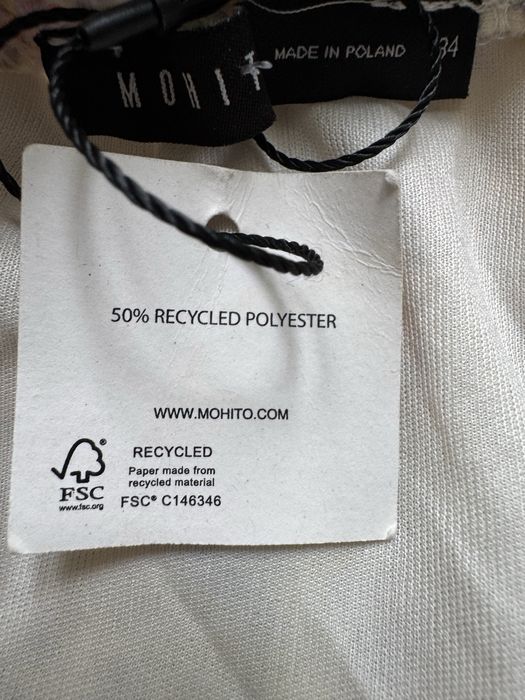 MOHIT
MADE IN POLAND
34
50% RECYCLED POLYESTER
WWW.MOHITO.COM
RECYCLED
Paper made from
recycled material
FSC® C146346
FSC
www.fsc.org